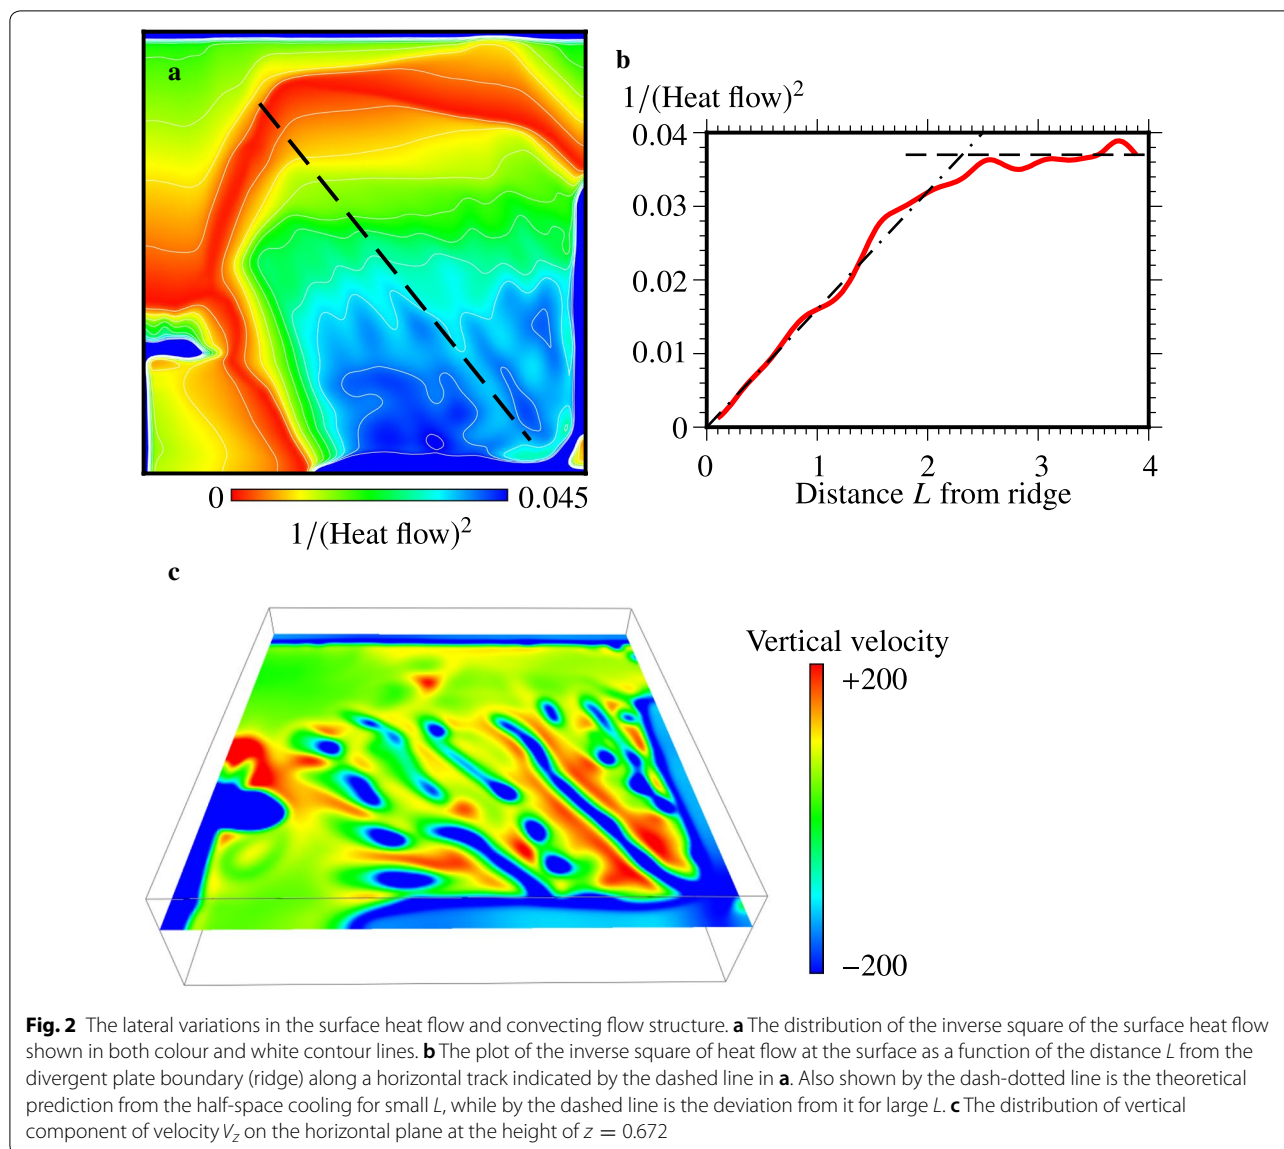 a
0
0.045
1/(Heat flow)²
b
1/(Heat flow)²
0.04
0.03
0.02
0.01
0
0 1 2 3 4
Distance L from ridge
c
Vertical velocity
+200
−200
Fig. 2 The lateral variations in the surface heat flow and convecting flow structure. a The distribution of the inverse square of the surface heat flow
shown in both colour and white contour lines. b The plot of the inverse square of heat flow at the surface as a function of the distance L from the
divergent plate boundary (ridge) along a horizontal track indicated by the dashed line in a. Also shown by the dash-dotted line is the theoretical
prediction from the half-space cooling for small L, while by the dashed line is the deviation from it for large L. c The distribution of vertical
component of velocity V_z on the horizontal plane at the height of z = 0.672